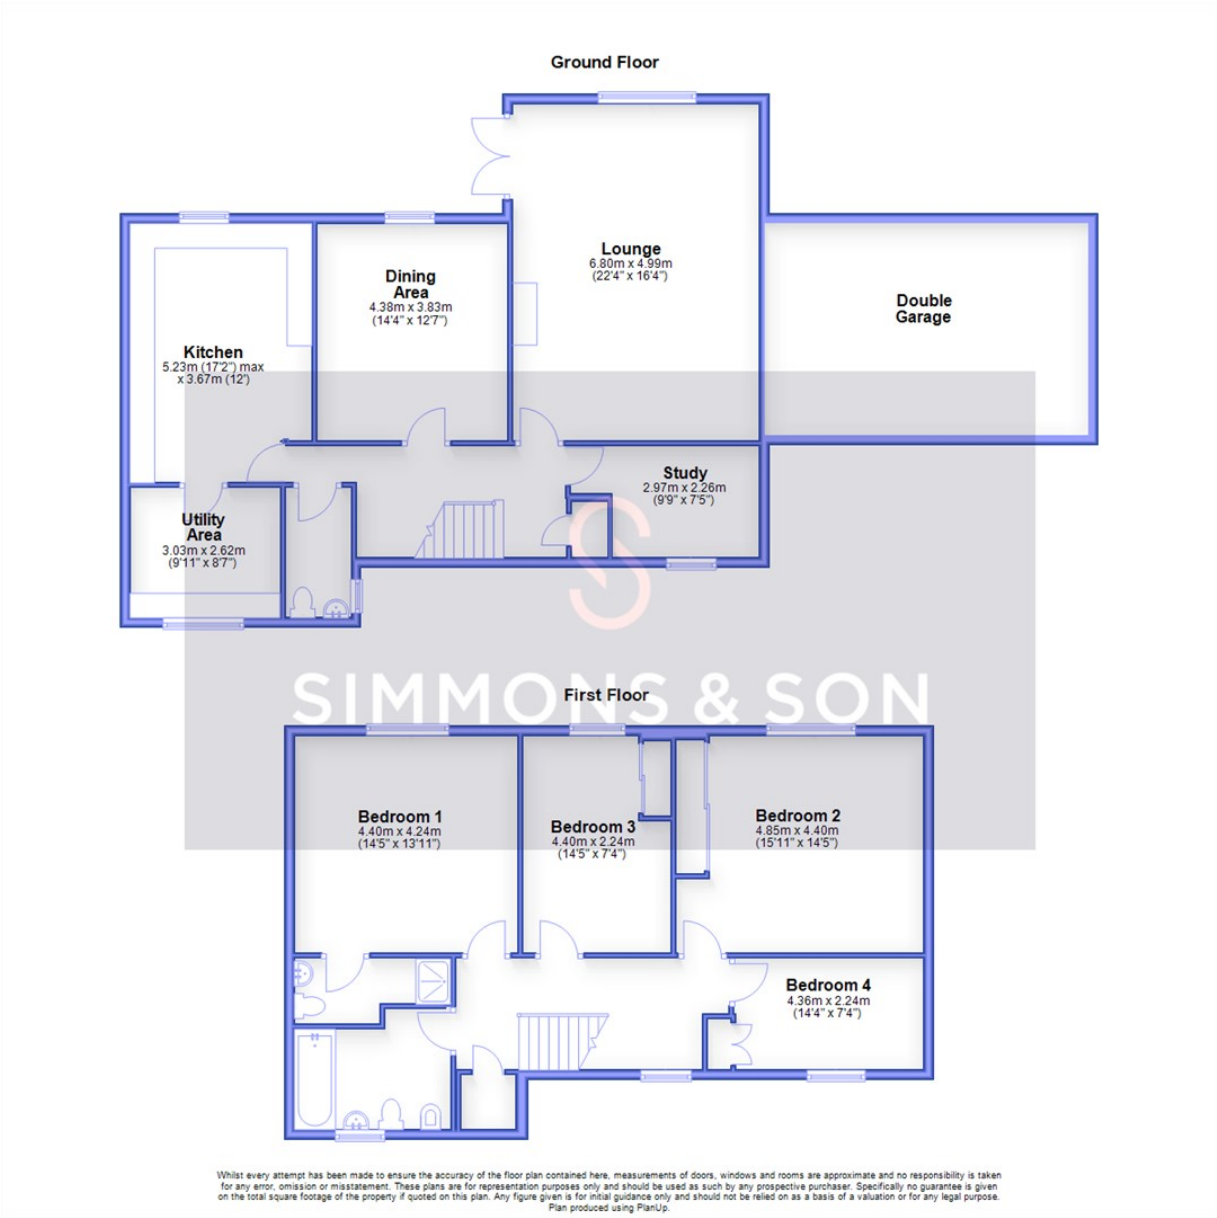 Ground Floor
Lounge
6.80m x 4.99m
(22'4" x 16'4")
Dining
Area
4.38m x 3.83m
(14'4" x 12'7")
Double
Garage
Kitchen
5.23m (17'2") max
x 3.67m (12')
Study
2.97m x 2.26m
(9'9" x 7'5")
Utility
Area
3.03m x 2.62m
(9'11" x 8'7")
SIMMONS & SON
First Floor
Bedroom 1
4.40m x 4.24m
(14'5" x 13'11")
Bedroom 3
4.40m x 2.24m
(14'5" x 7'4")
Bedroom 2
4.85m x 4.40m
(15'11" x 14'5")
Bedroom 4
4.36m x 2.24m
(14'4" x 7'4")
Whilst every attempt has been made to ensure the accuracy of the floor plan contained here, measurements of doors, windows and rooms are approximate and no responsibility is taken
for any error, omission or misstatement. These plans are for representation purposes only and should be used as such by any prospective purchaser. Specifically no guarantee is given
on the total square footage of the property if quoted on this plan. Any figure given is for initial guidance only and should not be relied on as a basis of a valuation or for any legal purpose.
Plan produced using PlanUp.